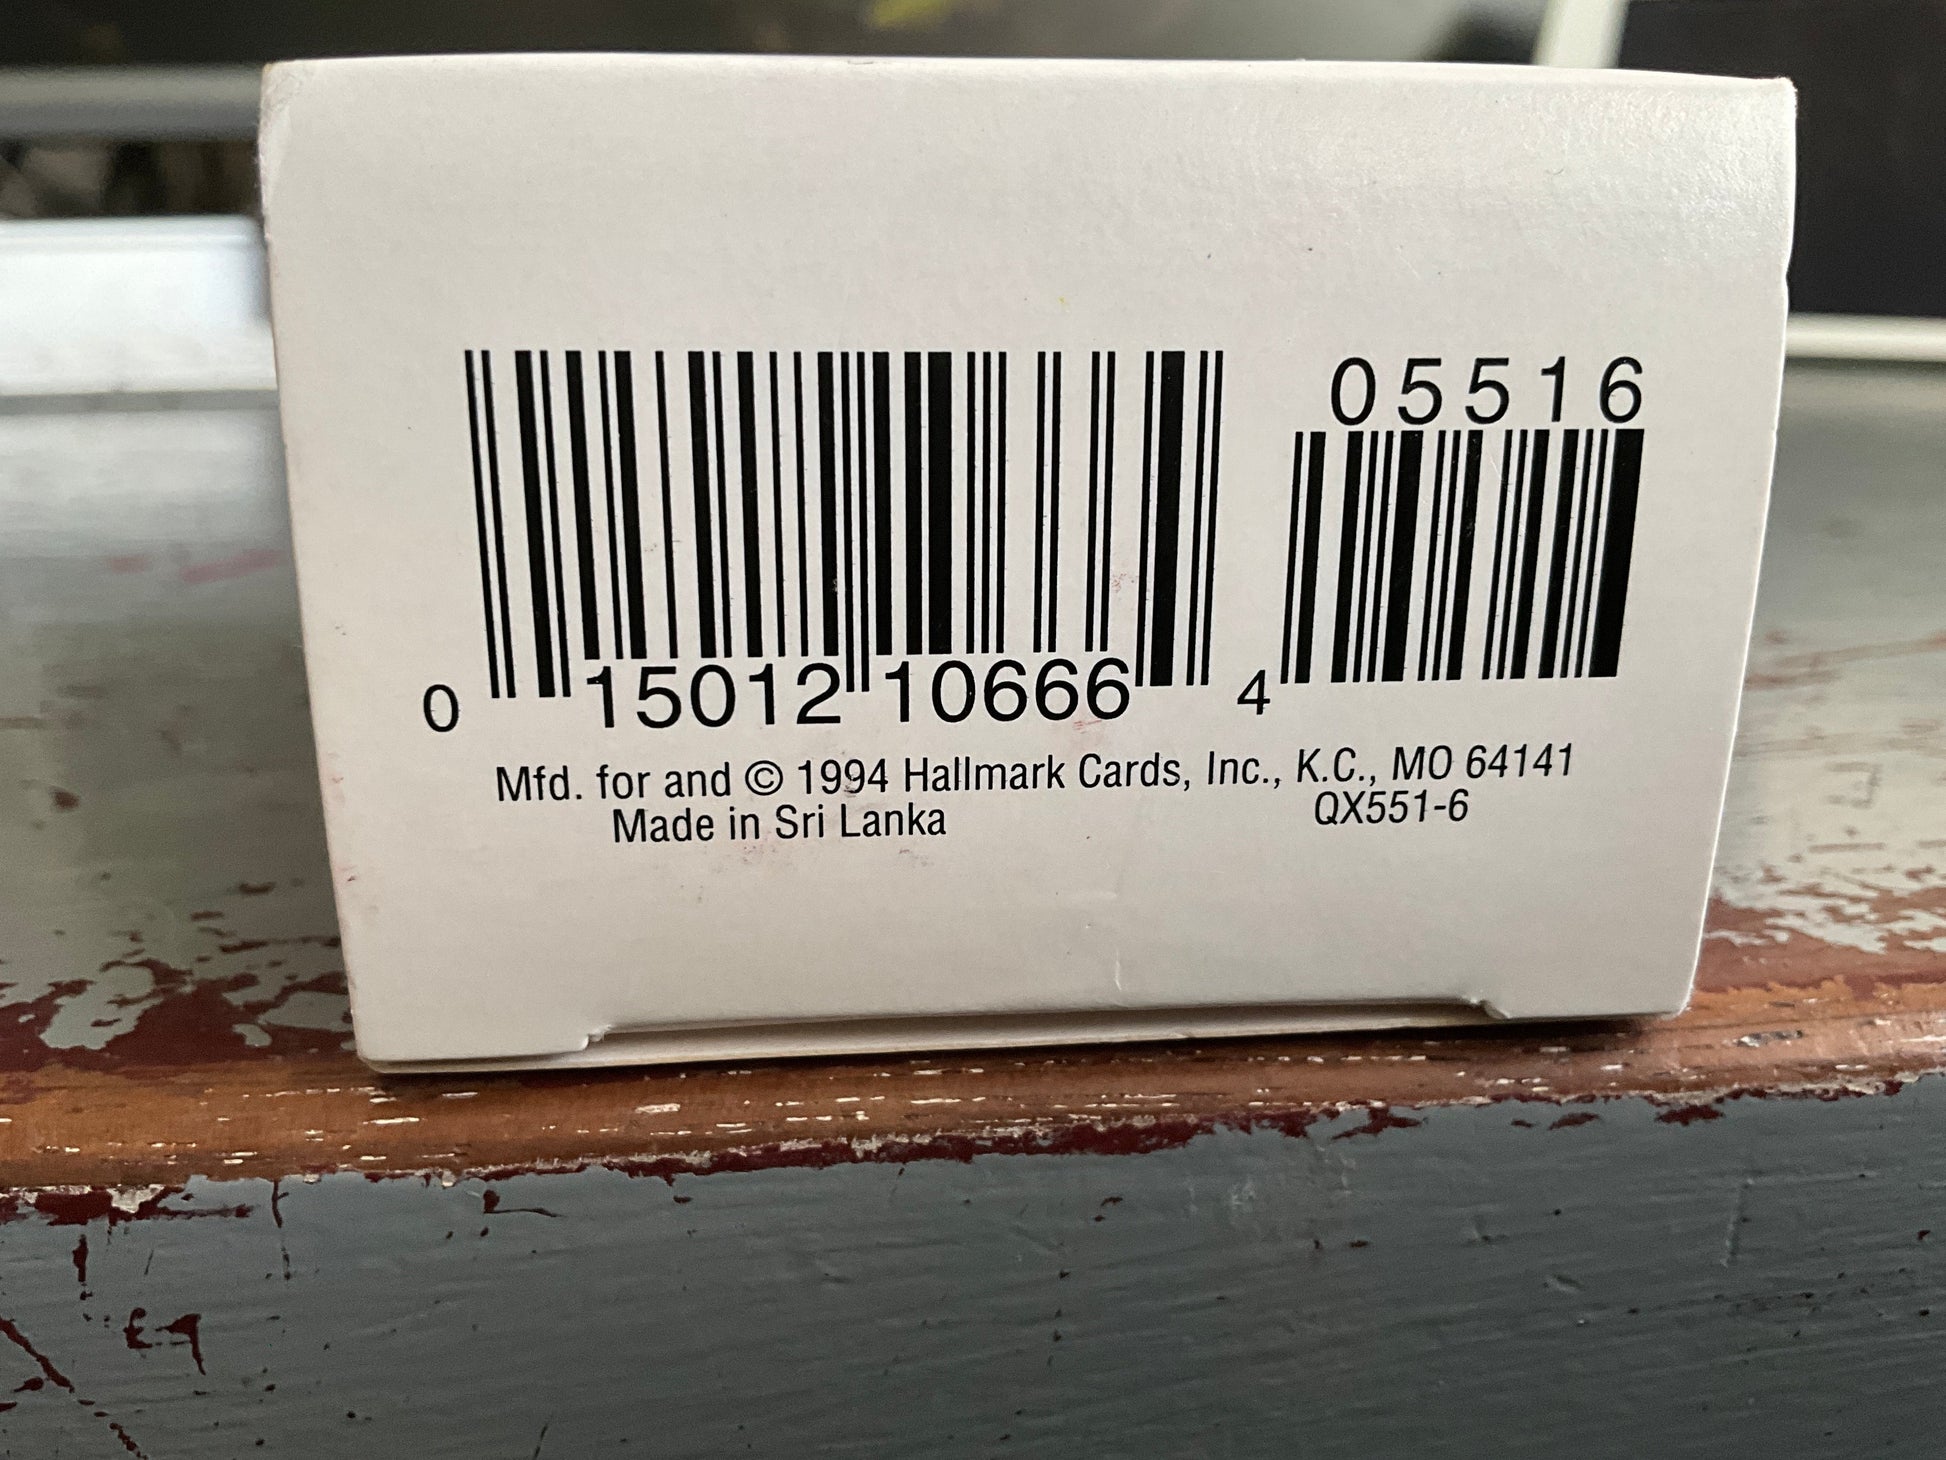 05516
0 15012 10666 4
Mfd. for and © 1994 Hallmark Cards, Inc., K.C., MO 64141
Made in Sri Lanka QX551-6